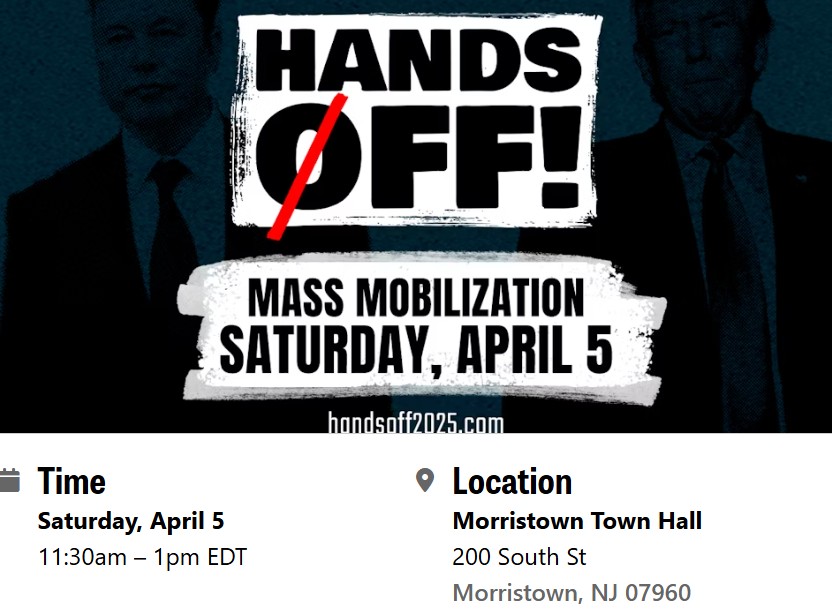 HANDS
OFF!
MASS MOBILIZATION
SATURDAY, APRIL 5
handsoff2025.com
Time
Saturday, April 5
11:30am – 1pm EDT
Location
Morristown Town Hall
200 South St
Morristown, NJ 07960